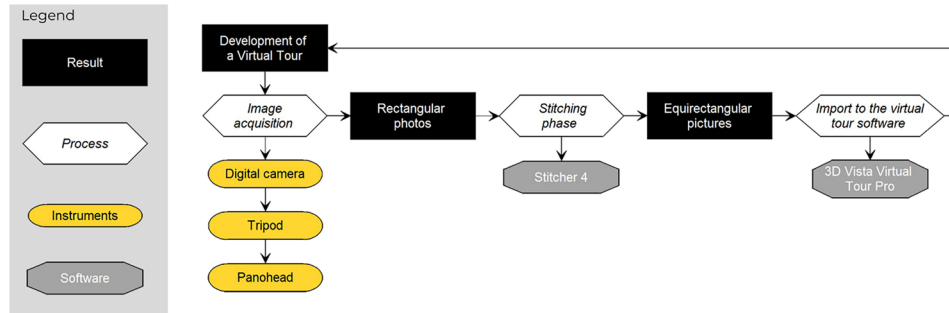 Legend
Result
Process
Instruments
Software
Development of
a Virtual Tour
Image
acquisition
Rectangular
photos
Stitching
phase
Equirectangular
pictures
Import to the virtual
tour software
Digital camera
Tripod
Panohead
Stitcher 4
3D Vista Virtual
Tour Pro